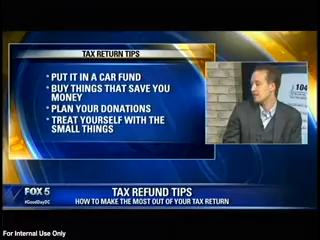 TAX RETURN TIPS
• PUT IT IN A CAR FUND
• BUY THINGS THAT SAVE YOU
MONEY
• PLAN YOUR DONATIONS
• TREAT YOURSELF WITH THE
SMALL THINGS
104
FOX 5
#GoodDayDC
TAX REFUND TIPS
HOW TO MAKE THE MOST OUT OF YOUR TAX RETURN
For Internal Use Only